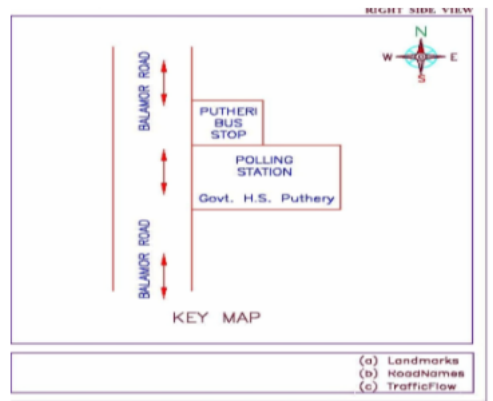 RIGHT SIDE VIEW
N
W E
S
BALAMOR ROAD
PUTHERI
BUS
STOP
POLLING
STATION
Govt. H.S. Puthery
BALAMOR ROAD
KEY MAP
(a) Landmarks
(b) RoadNames
(c) TrafficFlow